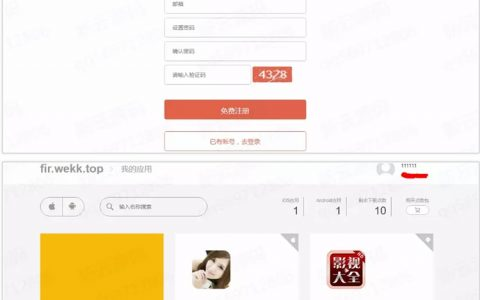 邮箱
设置密码
确认密码
请输入验证码 4328
免费注册
已有账号，去登录
fir.wekk.top > 我的应用
111111
输入名称搜索
iOS应用 1
Android应用 1
剩余下载点数 10
购买点数包
影视大全